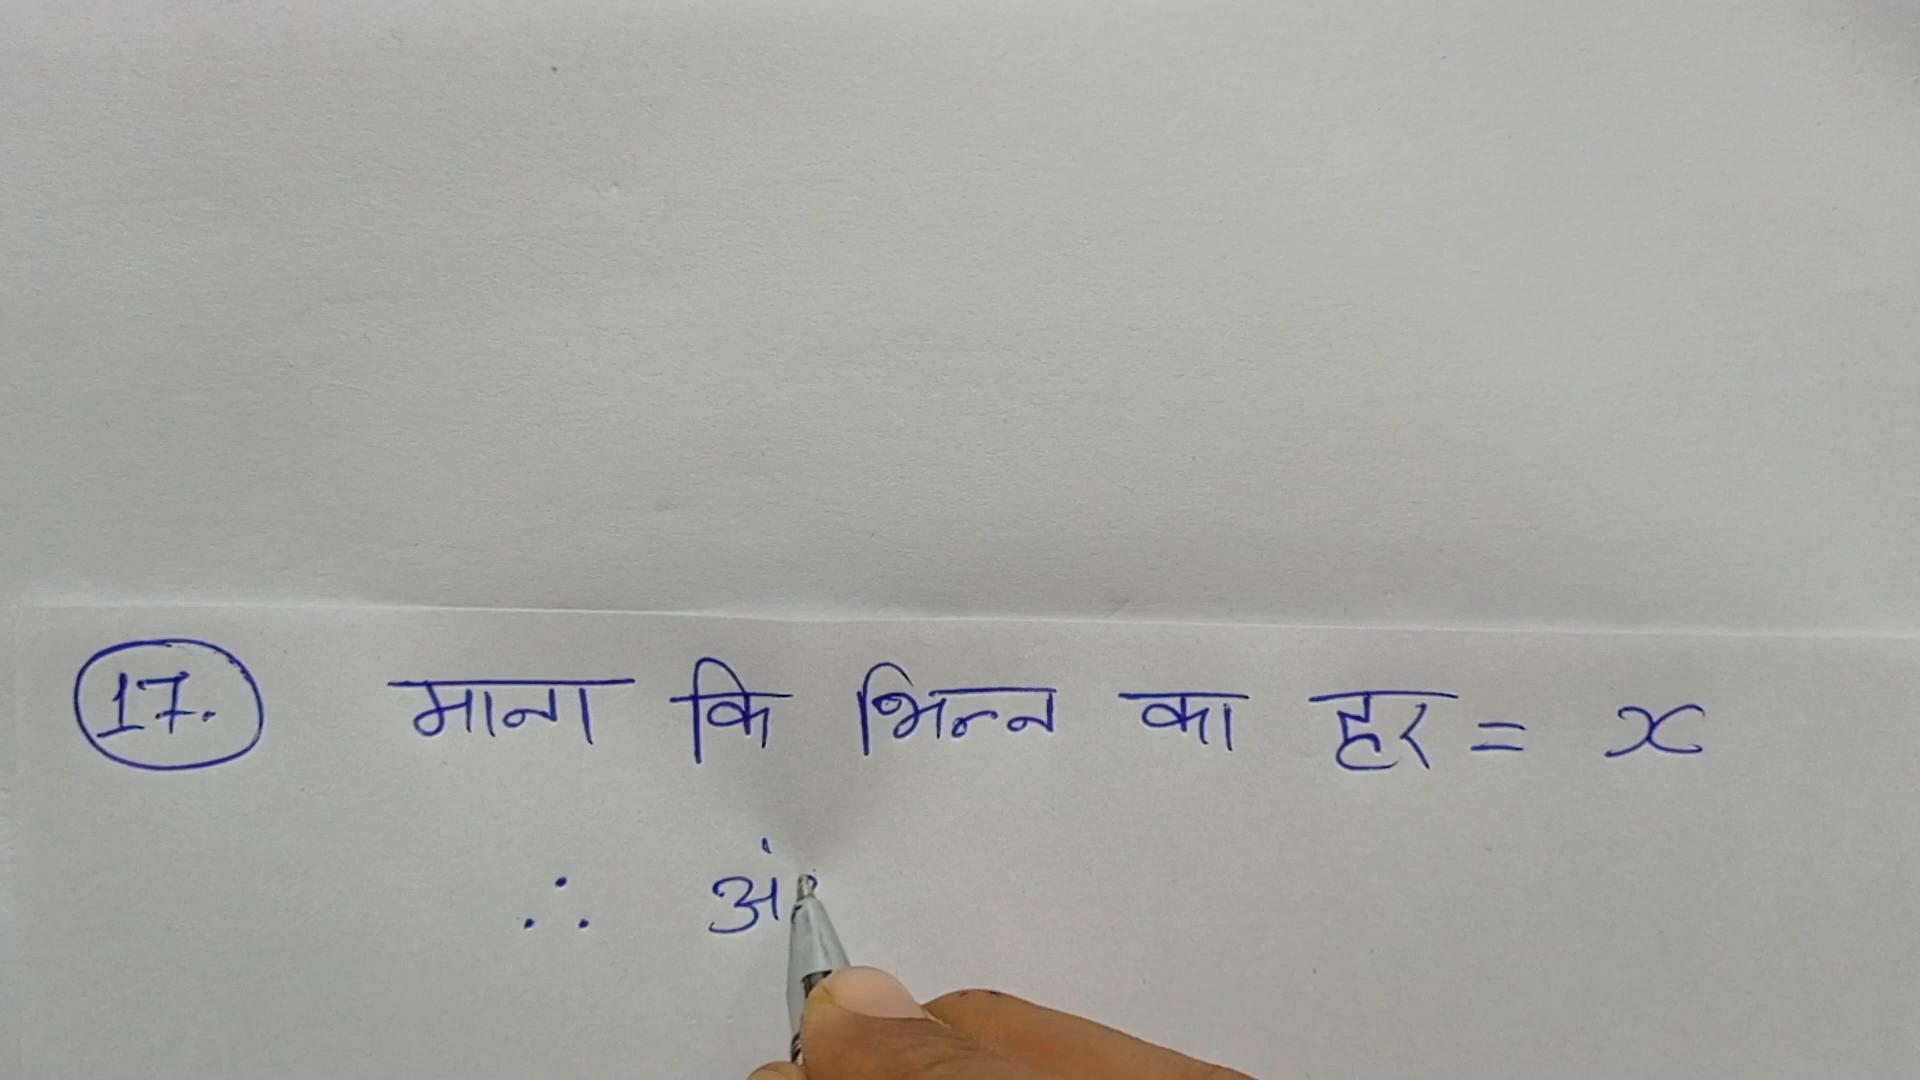 17. माना कि भिन्न का हर = x
∴ अं